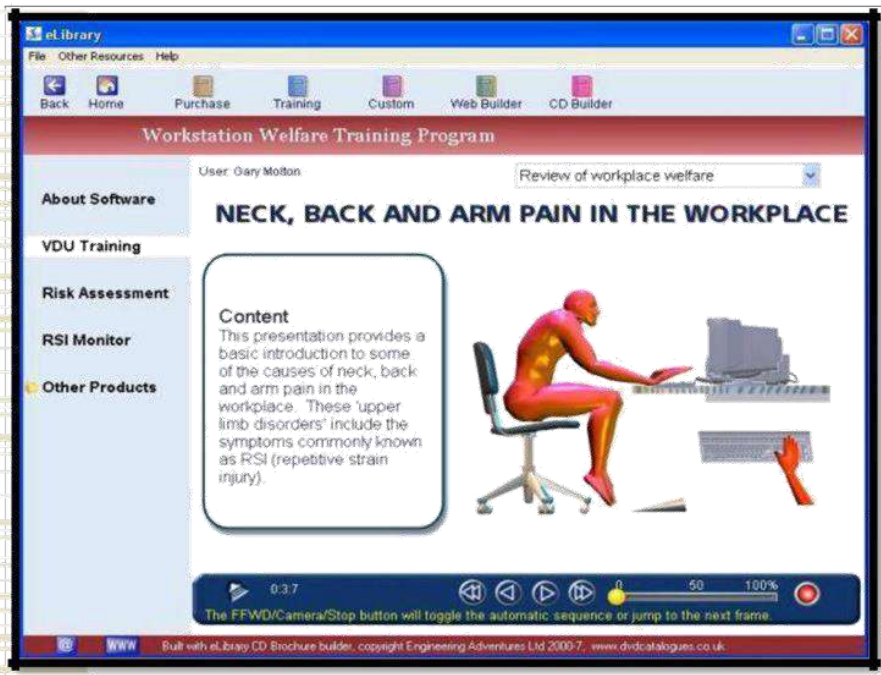 eLibrary
File Other Resources Help
Back Home Purchase Training Custom Web Builder CD Builder
Workstation Welfare Training Program
User: Gary Molton
Review of workplace welfare
About Software
VDU Training
Risk Assessment
RSI Monitor
Other Products
NECK, BACK AND ARM PAIN IN THE WORKPLACE
Content
This presentation provides a
basic introduction to some
of the causes of neck, back
and arm pain in the
workplace. These 'upper
limb disorders' include the
symptoms commonly known
as RSI (repetitive strain
injury).
0:3:7
0 50 100%
The FFWD/Camera/Stop button will toggle the automatic sequence or jump to the next frame.
@ WWW Built with eLibrary CD Brochure builder, copyright Engineering Adventures Ltd 2000-7, www.dvdcatalogues.co.uk